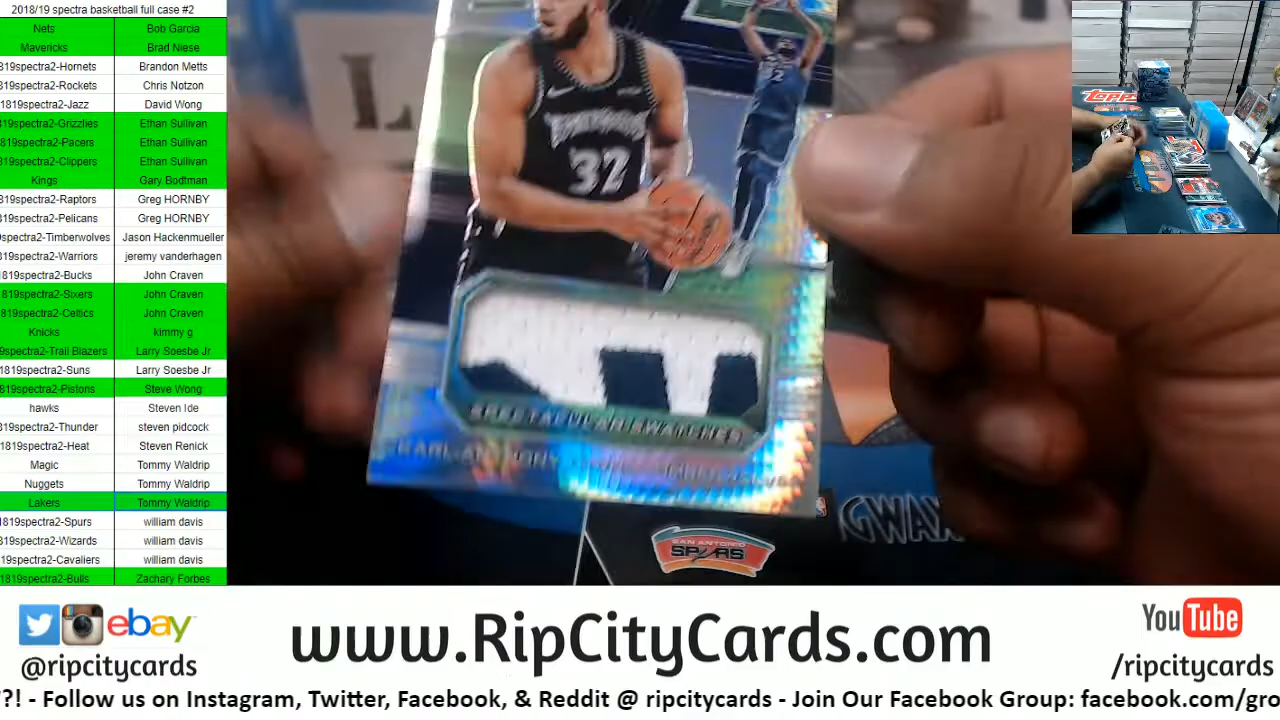 2018/19 spectra basketball full case #2
Nets Bob Garcia
Mavericks Brad Niese
819spectra2-Hornets Brandon Metts
819spectra2-Rockets Chris Notzon
1819spectra2-Jazz David Wong
819spectra2-Grizzlies Ethan Sullivan
819spectra2-Pacers Ethan Sullivan
819spectra2-Clippers Ethan Sullivan
Kings Gary Bodtman
819spectra2-Raptors Greg HORNBY
819spectra2-Pelicans Greg HORNBY
spectra2-Timberwolves Jason Hackenmueller
819spectra2-Warriors jeremy vanderhagen
819spectra2-Bucks John Craven
1819spectra2-Sixers John Craven
819spectra2-Celtics John Craven
Knicks kimmy g
9spectra2-Trail Blazers Larry Soesbe Jr
1819spectra2-Suns Larry Soesbe Jr
819spectra2-Pistons Steve Wong
hawks Steven Ide
819spectra2-Thunder steven pidcock
1819spectra2-Heat Steven Renick
Magic Tommy Waldrip
Nuggets Tommy Waldrip
Lakers Tommy Waldrip
1819spectra2-Spurs william davis
819spectra2-Wizards william davis
19spectra2-Cavaliers william davis
1819spectra2-Bulls Zachary Forbes
32
SPECTACULAR SWATCHES
KARL-ANTHONY
SAN ANTONIO
SPURS
GWAX
TOPPS
ebay
@ripcitycards
www.RipCityCards.com
YouTube
/ripcitycards
?! - Follow us on Instagram, Twitter, Facebook, & Reddit @ ripcitycards - Join Our Facebook Group: facebook.com/gro